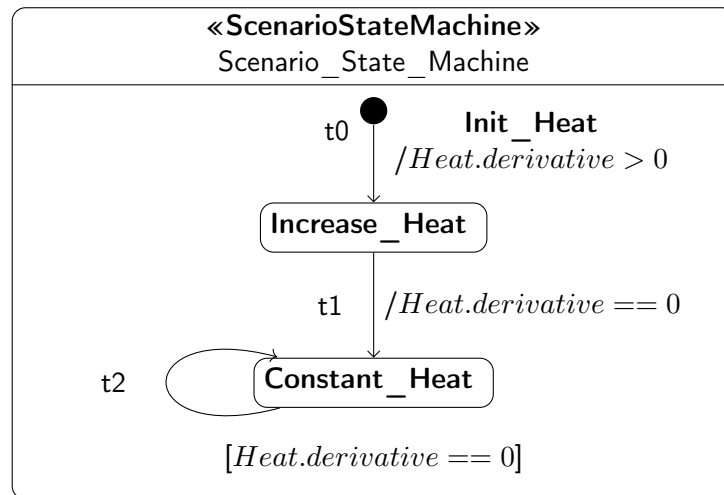 «ScenarioStateMachine»
Scenario_State_Machine
t0
Init_Heat
/Heat.derivative > 0
Increase_Heat
t1
/Heat.derivative == 0
t2
Constant_Heat
[Heat.derivative == 0]